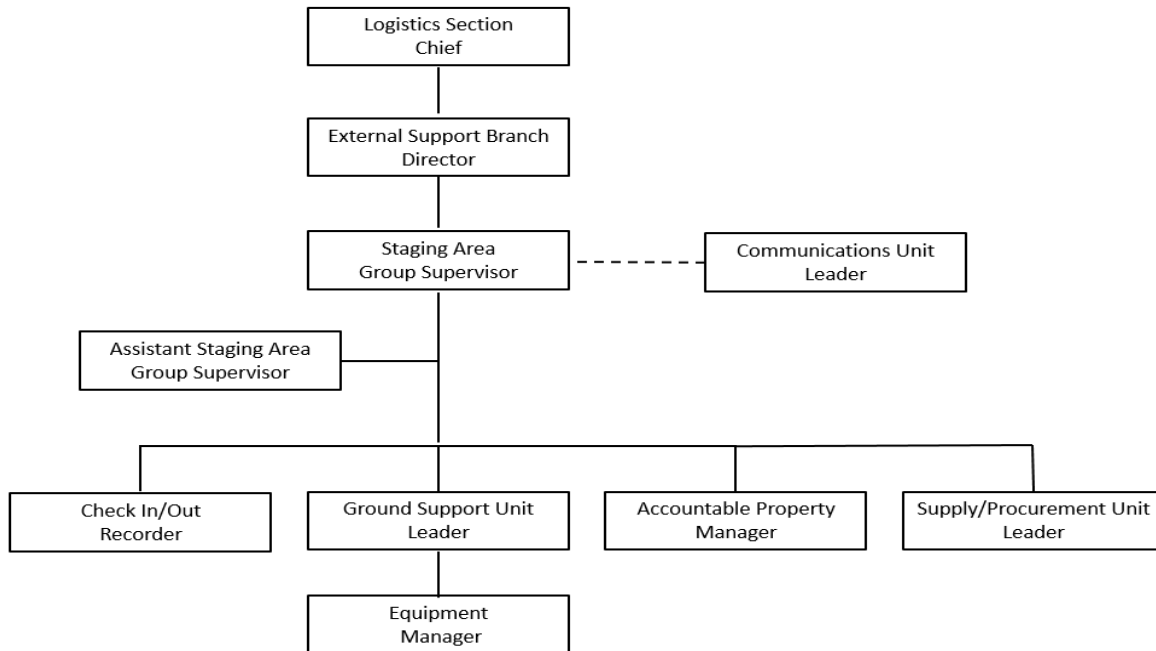 Logistics Section
Chief
External Support Branch
Director
Staging Area
Group Supervisor
Communications Unit
Leader
Assistant Staging Area
Group Supervisor
Check In/Out
Recorder
Ground Support Unit
Leader
Accountable Property
Manager
Supply/Procurement Unit
Leader
Equipment
Manager